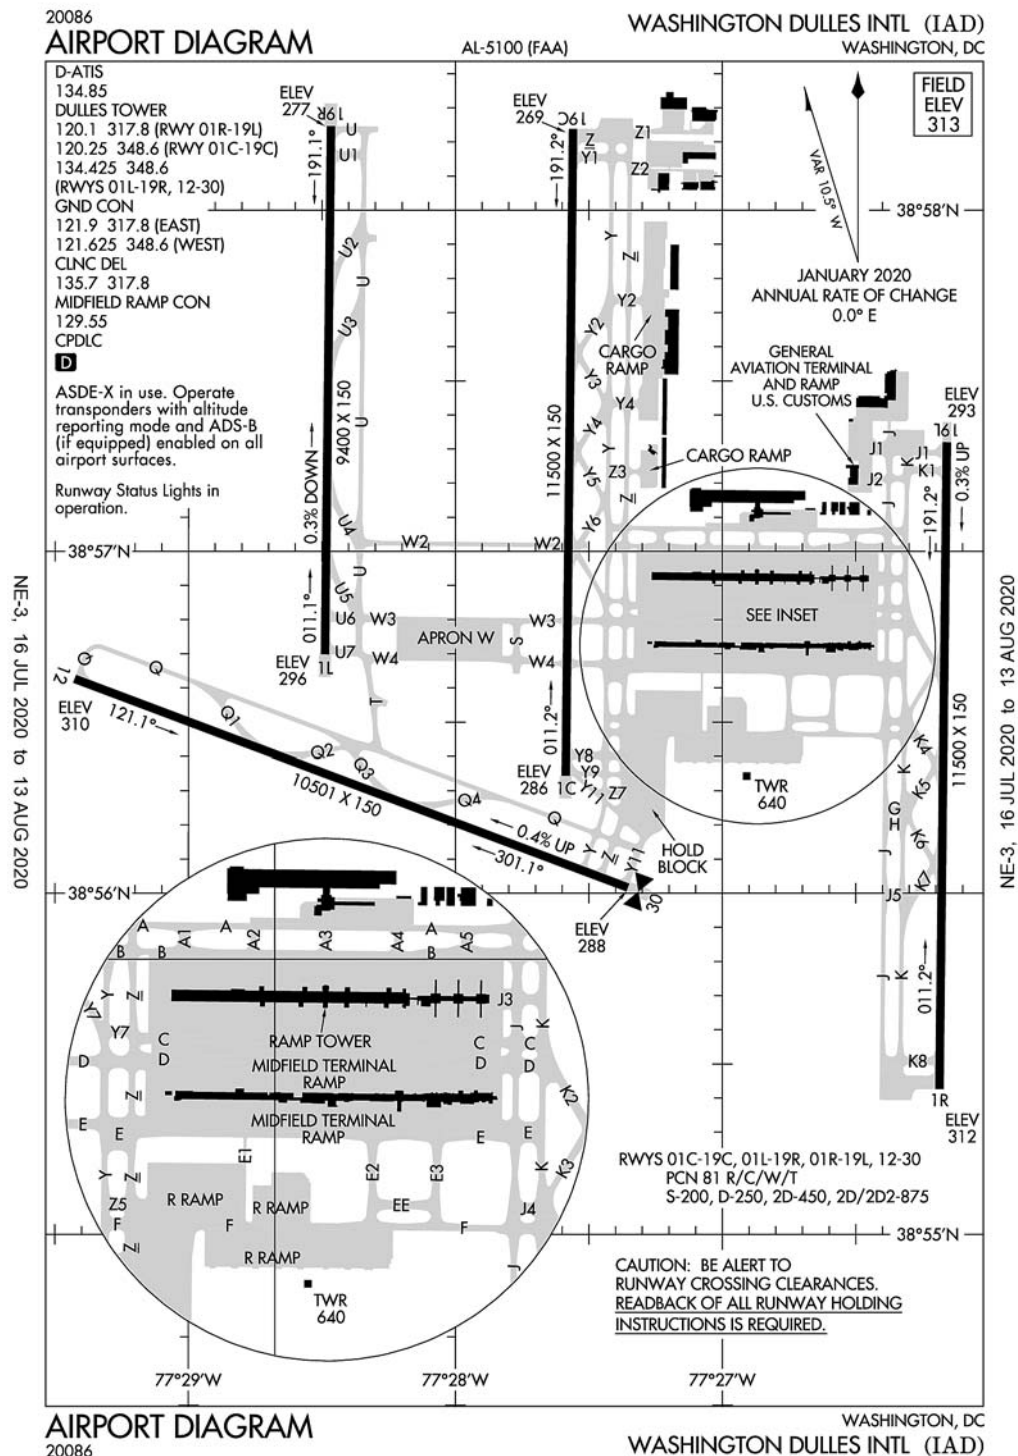 20086
AIRPORT DIAGRAM
AL-5100 (FAA)
WASHINGTON DULLES INTL (IAD)
WASHINGTON, DC
D-ATIS
134.85
DULLES TOWER
120.1 317.8 (RWY 01R-19L)
120.25 348.6 (RWY 01C-19C)
134.425 348.6
(RWYS 01L-19R, 12-30)
GND CON
121.9 317.8 (EAST)
121.625 348.6 (WEST)
CLNC DEL
135.7 317.8
MIDFIELD RAMP CON
129.55
CPDLC
D
ASDE-X in use. Operate
transponders with altitude
reporting mode and ADS-B
(if equipped) enabled on all
airport surfaces.
Runway Status Lights in
operation.
ELEV
277
19R
U
U1
191.1°
U2
U
U3
9400 X 150
U
0.3% DOWN
U4
W2
W2
U
U5
011.1°
U6
W3
W3
APRON W
S
U7
W4
W4
ELEV
296
1L
ELEV
269
19C
Z
Y1
Z1
Z2
191.2°
Y
Z
Y2
Y2
CARGO
RAMP
Y3
Y4
Y4
Y
11500 X 150
Y5
Z3
CARGO RAMP
Z
Y6
FIELD
ELEV
313
VAR 10.5° W
38°58'N
JANUARY 2020
ANNUAL RATE OF CHANGE
0.0° E
GENERAL
AVIATION TERMINAL
AND RAMP
U.S. CUSTOMS
ELEV
293
19L
J
J1
J1
K
K1
J2
J
191.2°
0.3% UP
38°57'N
SEE INSET
38°57'N
NE-3, 16 JUL 2020 to 13 AUG 2020
NE-3, 16 JUL 2020 to 13 AUG 2020
12
Q
Q
ELEV
310
121.1°
Q1
Q2
Q3
T
10501 X 150
Q4
Q
0.4% UP
301.1°
011.2°
ELEV
286
1C
Y8
Y9
Y11
Z7
Y
Z
Y11
HOLD
BLOCK
30
ELEV
288
TWR
640
11500 X 150
K4
K
K5
G
H
K6
J
K7
J5
J
K
011.2°
K8
1R
ELEV
312
38°56'N
A
A
A
A1
A2
A3
A4
A5
B
B
B
Y
Z
J3
Y7
Y7
RAMP TOWER
J
K
C
C
C
D
D
D
D
MIDFIELD TERMINAL
RAMP
Z
K2
MIDFIELD TERMINAL
RAMP
E
E
E
E
E1
E2
E3
K
K3
Y
Z
Z5
R RAMP
R RAMP
EE
J4
F
F
F
Z
R RAMP
J
TWR
640
RWYS 01C-19C, 01L-19R, 01R-19L, 12-30
PCN 81 R/C/W/T
S-200, D-250, 2D-450, 2D/2D2-875
38°55'N
CAUTION: BE ALERT TO
RUNWAY CROSSING CLEARANCES.
READBACK OF ALL RUNWAY HOLDING
INSTRUCTIONS IS REQUIRED.
77°29'W
77°28'W
77°27'W
AIRPORT DIAGRAM
20086
WASHINGTON, DC
WASHINGTON DULLES INTL (IAD)